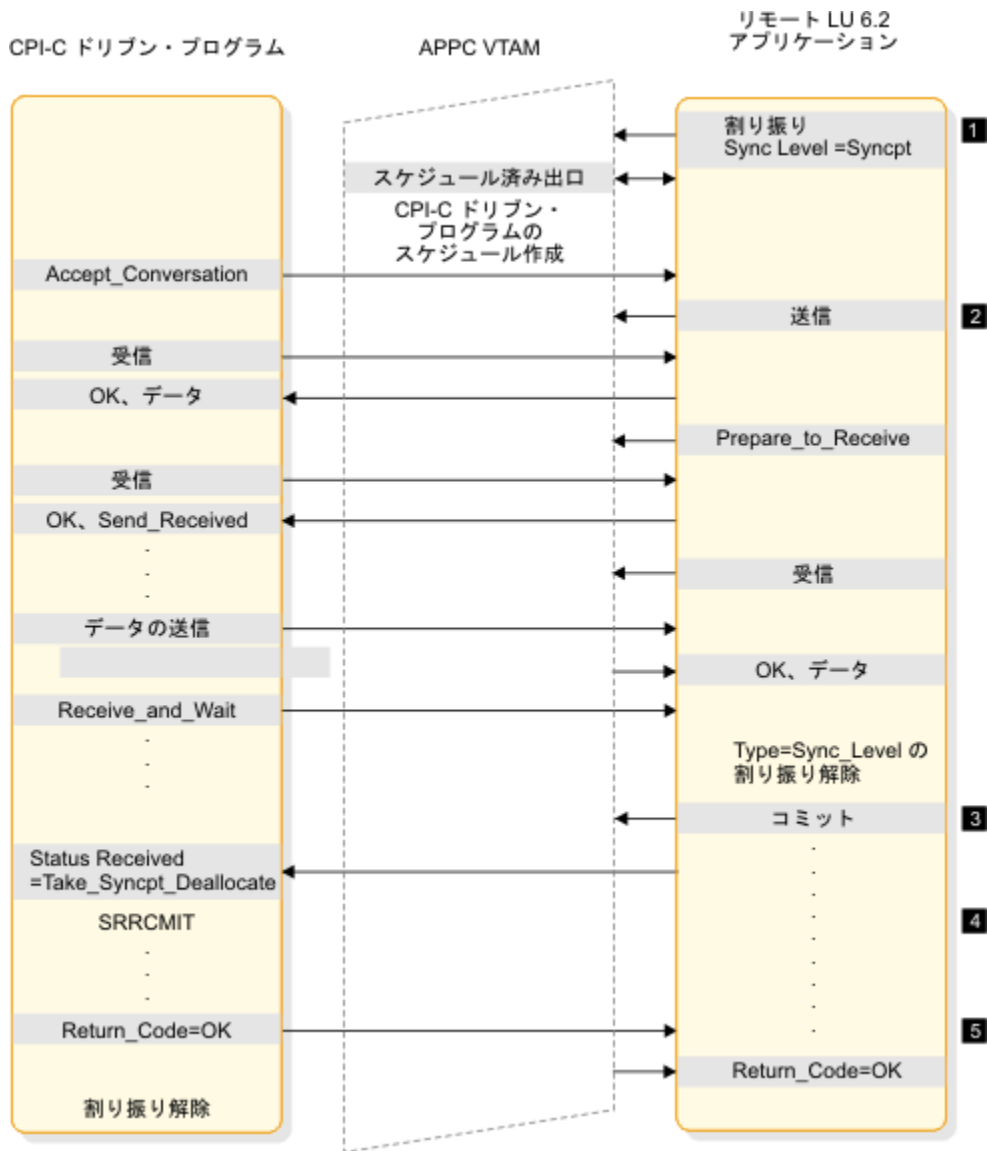 CPI-C ドリブン・プログラム
APPC VTAM
リモート LU 6.2
アプリケーション
割り振り
Sync Level =Syncpt
1
スケジュール済み出口
CPI-C ドリブン・
プログラムの
スケジュール作成
Accept_Conversation
送信
2
受信
OK、データ
Prepare_to_Receive
受信
OK、Send_Received
.
.
.
受信
データの送信
OK、データ
Receive_and_Wait
.
.
.
Type=Sync_Level の
割り振り解除
コミット
3
Status Received
=Take_Syncpt_Deallocate
.
.
.
.
.
.
.
.
.
SRRCMIT
4
.
.
.
Return_Code=OK
5
Return_Code=OK
割り振り解除